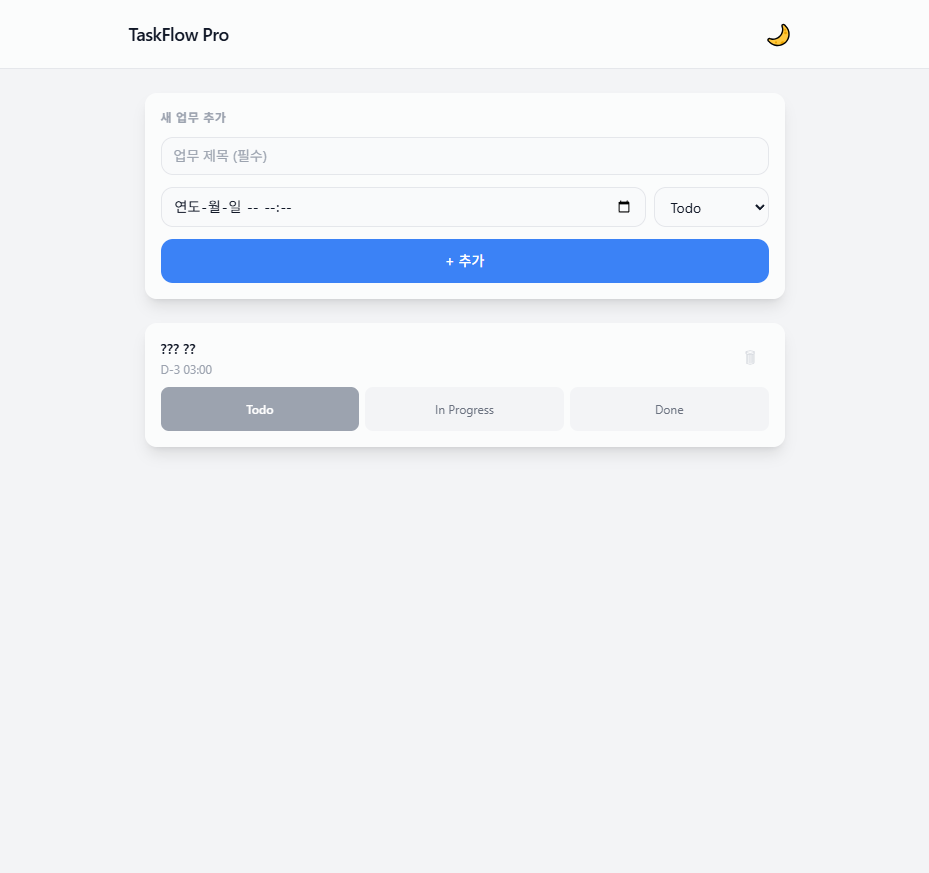 TaskFlow Pro
새 업무 추가
업무 제목 (필수)
연도-월-일 -- --:--
Todo
+ 추가
??? ??
D-3 03:00
Todo
In Progress
Done